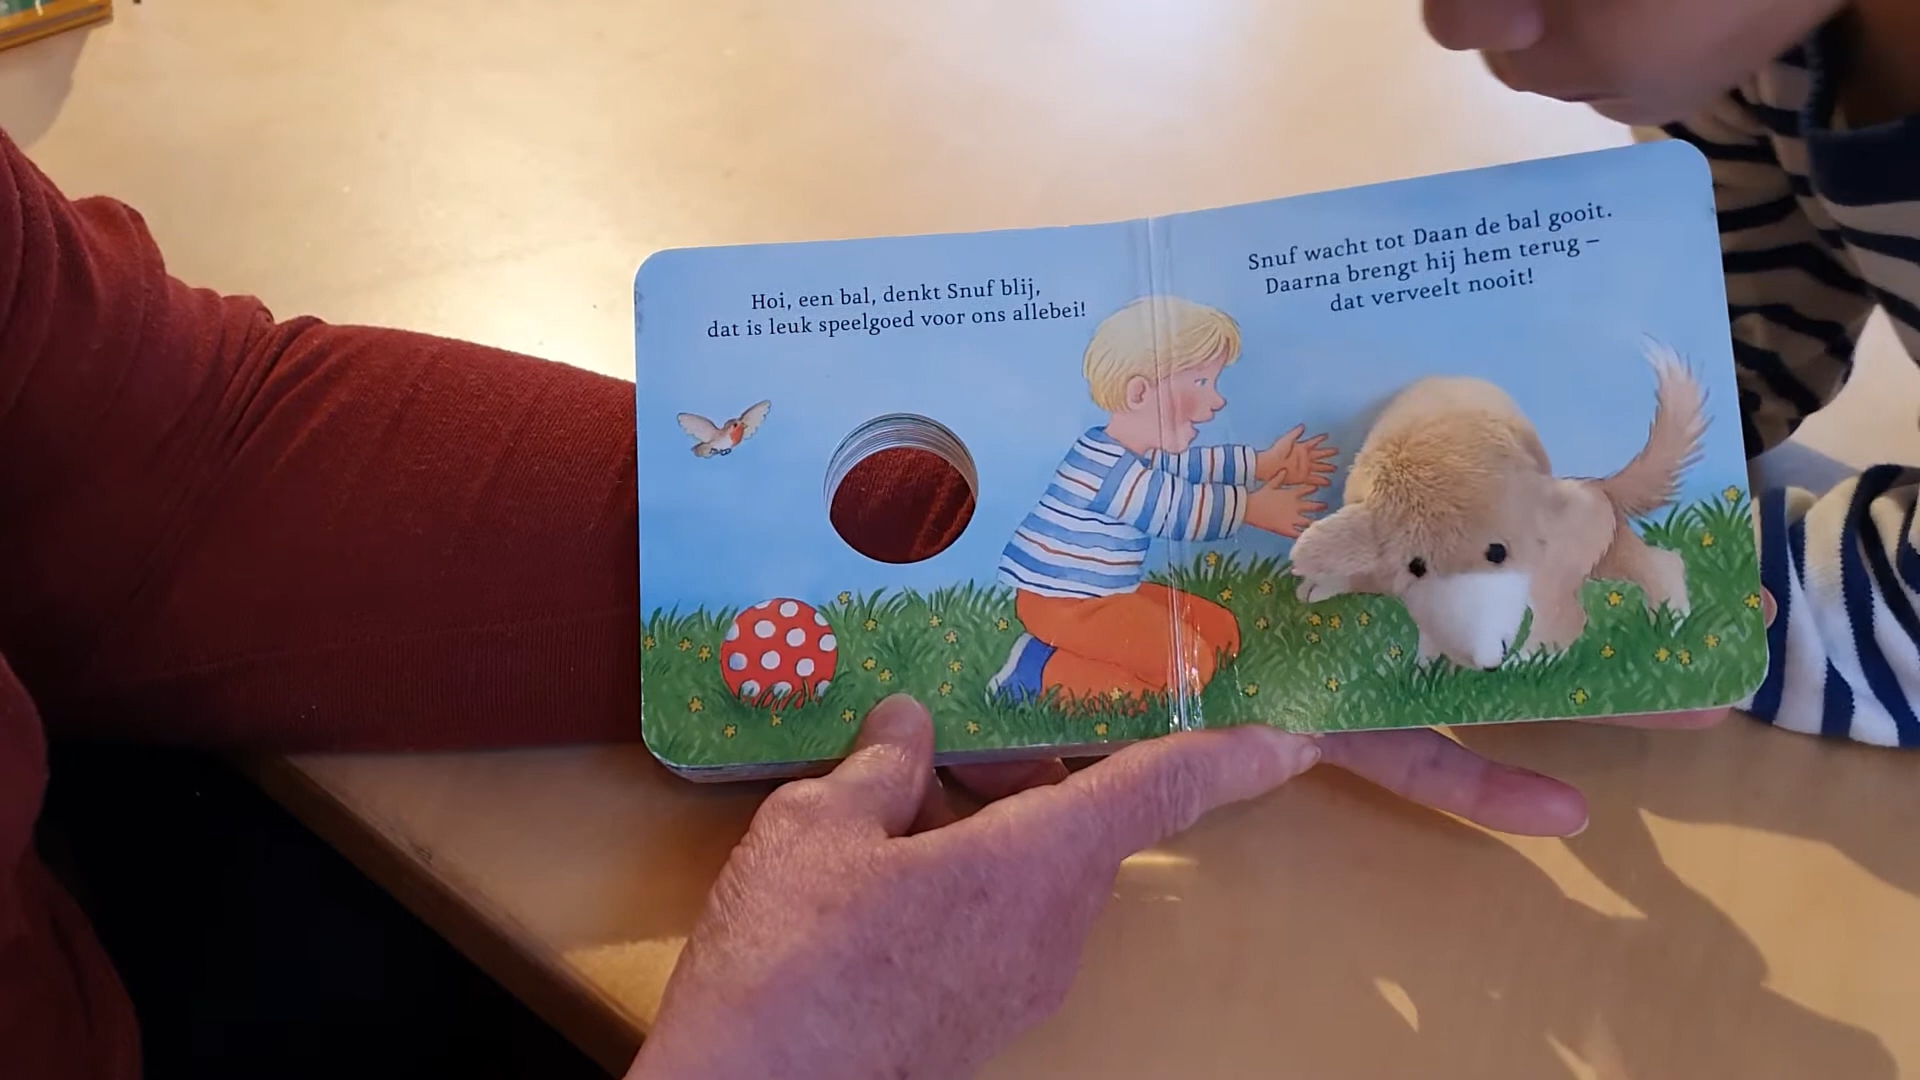 Hoi, een bal, denkt Snuf blij,
dat is leuk speelgoed voor ons allebei!
Snuf wacht tot Daan de bal gooit.
Daarna brengt hij hem terug –
dat verveelt nooit!